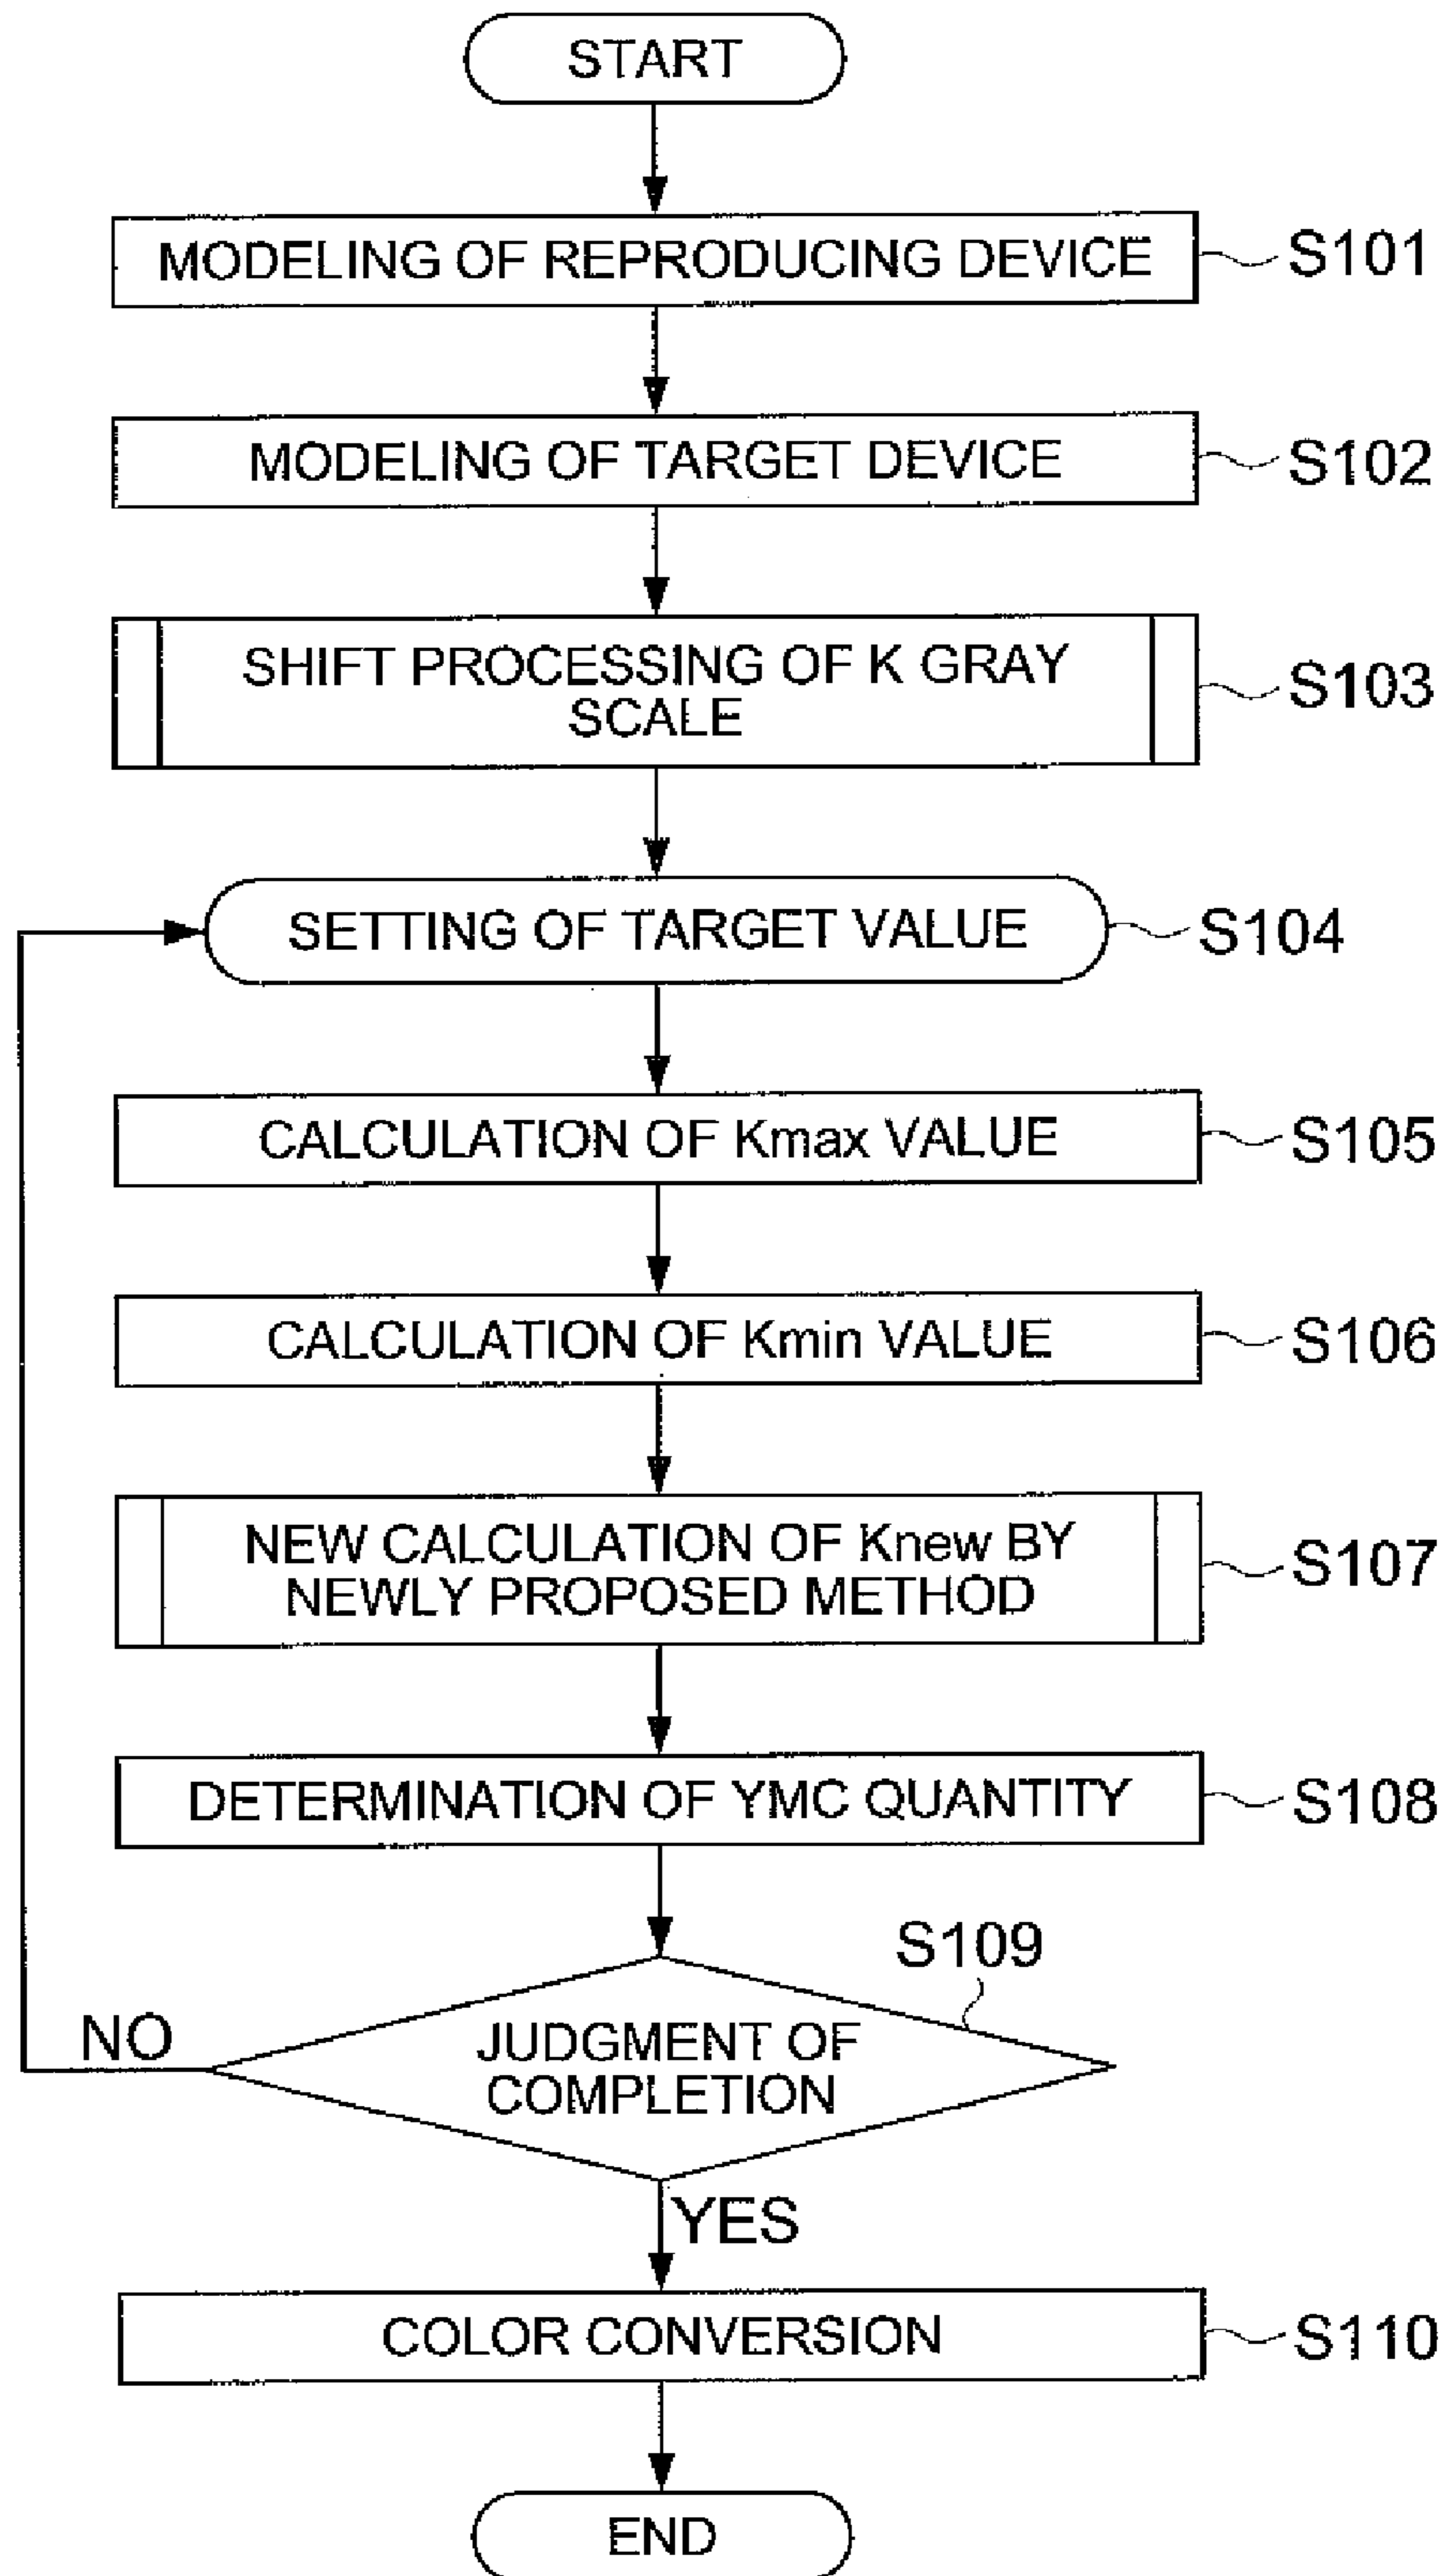 START
MODELING OF REPRODUCING DEVICE
S101
MODELING OF TARGET DEVICE
S102
SHIFT PROCESSING OF K GRAY
SCALE
S103
SETTING OF TARGET VALUE
S104
CALCULATION OF Kmax VALUE
S105
CALCULATION OF Kmin VALUE
S106
NEW CALCULATION OF Knew BY
NEWLY PROPOSED METHOD
S107
DETERMINATION OF YMC QUANTITY
S108
S109
JUDGMENT OF
COMPLETION
NO
YES
COLOR CONVERSION
S110
END